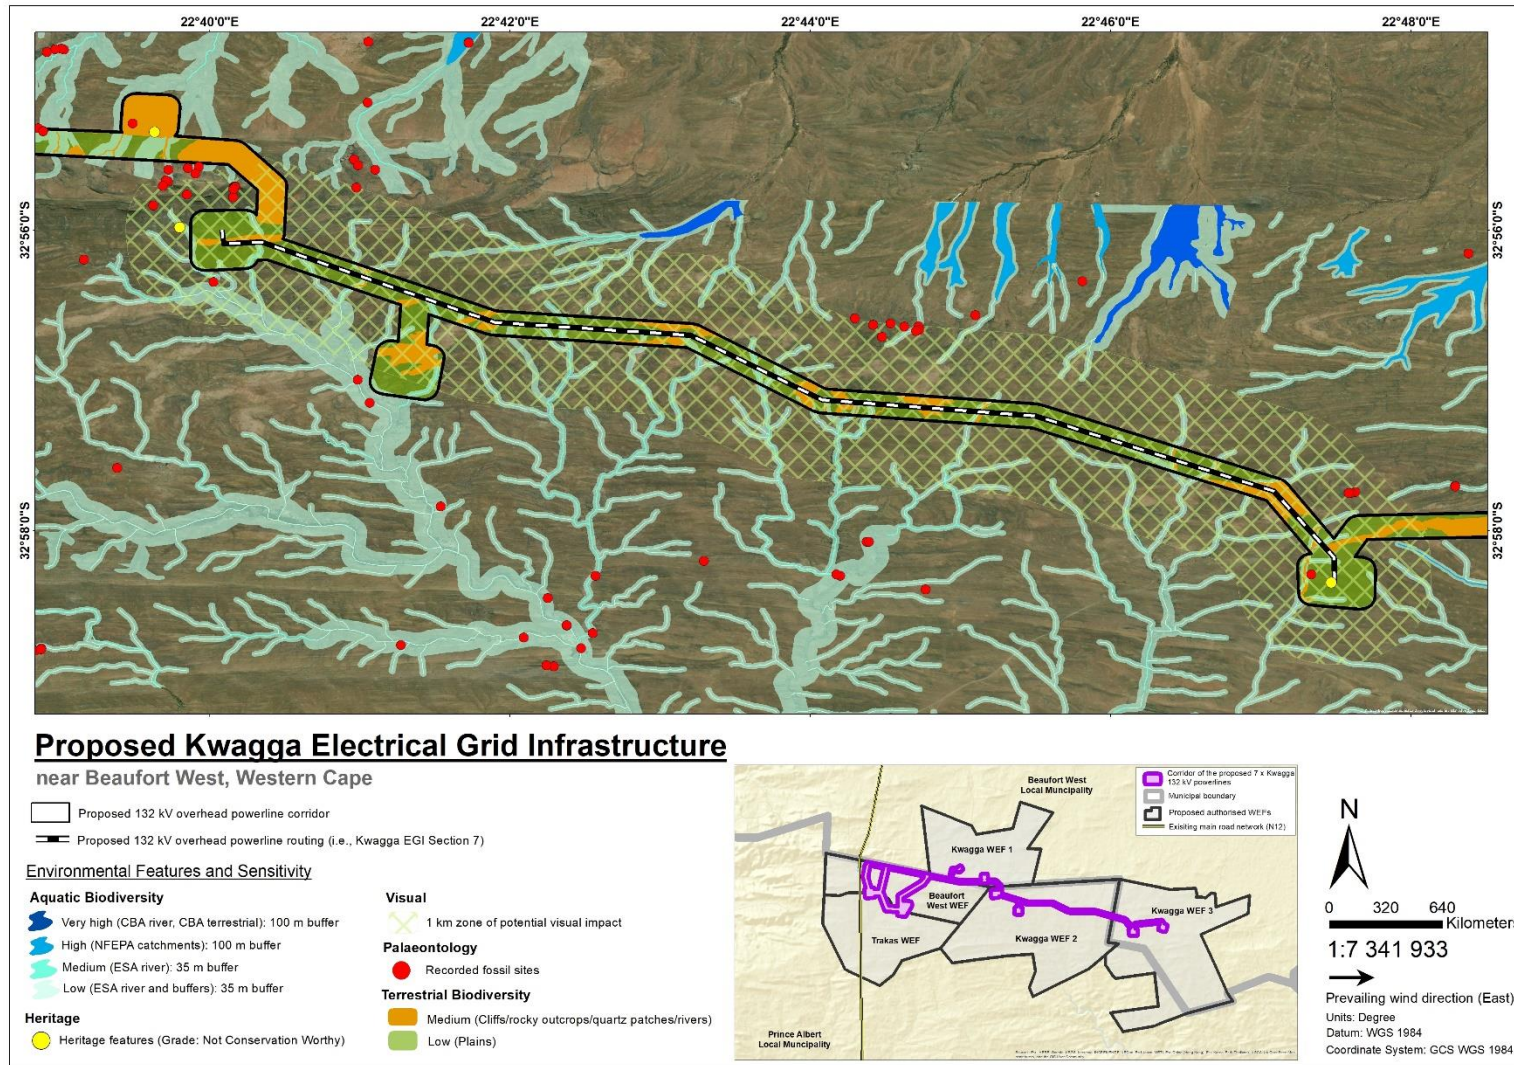 22°40'0"E
22°42'0"E
22°44'0"E
22°46'0"E
22°48'0"E
32°56'0"S
32°56'0"S
32°58'0"S
32°58'0"S
Proposed Kwagga Electrical Grid Infrastructure
near Beaufort West, Western Cape
Proposed 132 kV overhead powerline corridor
Proposed 132 kV overhead powerline routing (i.e., Kwagga EGI Section 7)
Environmental Features and Sensitivity
Aquatic Biodiversity
Very high (CBA river, CBA terrestrial): 100 m buffer
High (NFEPA catchments): 100 m buffer
Medium (ESA river): 35 m buffer
Low (ESA river and buffers): 35 m buffer
Heritage
Heritage features (Grade: Not Conservation Worthy)
Visual
1 km zone of potential visual impact
Palaeontology
Recorded fossil sites
Terrestrial Biodiversity
Medium (Cliffs/rocky outcrops/quartz patches/rivers)
Low (Plains)
Beaufort West
Local Muncipality
Corridor of the proposed 7 x Kwagga
132 kV powerlines
Municipal boundary
Proposed authorised WEFs
Exisiting main road network (N12)
Kwagga WEF 1
Beaufort
West WEF
Kwagga WEF 3
Trakas WEF
Kwagga WEF 2
Prince Albert
Local Muncipality
N
0 320 640
Kilometers
1:7 341 933
Prevailing wind direction (East)
Units: Degree
Datum: WGS 1984
Coordinate System: GCS WGS 1984